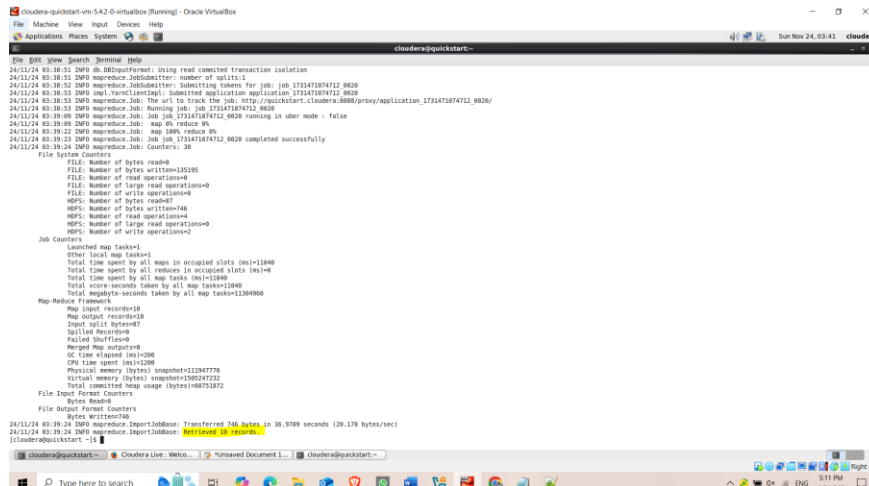 cloudera-quickstart-vm-5.4.2-0-virtualbox [Running] - Oracle VirtualBox
File Machine View Input Devices Help
Applications Places System Sun Nov 24, 03:41 cloude
cloudera@quickstart:~
File Edit View Search Terminal Help
24/11/24 03:38:51 INFO db.DBInputFormat: Using read commited transaction isolation
24/11/24 03:38:51 INFO mapreduce.JobSubmitter: number of splits:1
24/11/24 03:38:52 INFO mapreduce.JobSubmitter: Submitting tokens for job: job_1731471074712_0020
24/11/24 03:38:53 INFO impl.YarnClientImpl: Submitted application application_1731471074712_0020
24/11/24 03:38:53 INFO mapreduce.Job: The url to track the job: http://quickstart.cloudera:8088/proxy/application_1731471074712_0020/
24/11/24 03:38:53 INFO mapreduce.Job: Running job: job_1731471074712_0020
24/11/24 03:39:09 INFO mapreduce.Job: Job job_1731471074712_0020 running in uber mode : false
24/11/24 03:39:09 INFO mapreduce.Job: map 0% reduce 0%
24/11/24 03:39:22 INFO mapreduce.Job: map 100% reduce 0%
24/11/24 03:39:23 INFO mapreduce.Job: Job job_1731471074712_0020 completed successfully
24/11/24 03:39:24 INFO mapreduce.Job: Counters: 30
File System Counters
FILE: Number of bytes read=0
FILE: Number of bytes written=135195
FILE: Number of read operations=0
FILE: Number of large read operations=0
FILE: Number of write operations=0
HDFS: Number of bytes read=87
HDFS: Number of bytes written=746
HDFS: Number of read operations=4
HDFS: Number of large read operations=0
HDFS: Number of write operations=2
Job Counters
Launched map tasks=1
Other local map tasks=1
Total time spent by all maps in occupied slots (ms)=11040
Total time spent by all reduces in occupied slots (ms)=0
Total time spent by all map tasks (ms)=11040
Total vcore-seconds taken by all map tasks=11040
Total megabyte-seconds taken by all map tasks=11304960
Map-Reduce Framework
Map input records=10
Map output records=10
Input split bytes=87
Spilled Records=0
Failed Shuffles=0
Merged Map outputs=0
GC time elapsed (ms)=206
CPU time spent (ms)=1200
Physical memory (bytes) snapshot=111947776
Virtual memory (bytes) snapshot=1505247232
Total committed heap usage (bytes)=60751872
File Input Format Counters
Bytes Read=0
File Output Format Counters
Bytes Written=746
24/11/24 03:39:24 INFO mapreduce.ImportJobBase: Transferred 746 bytes in 36.9709 seconds (20.178 bytes/sec)
24/11/24 03:39:24 INFO mapreduce.ImportJobBase: Retrieved 10 records.
[cloudera@quickstart ~]$
cloudera@quickstart:~ Cloudera Live : Welco... *Unsaved Document 1... cloudera@quickstart:~
Right
Type here to search ENG 5:11 PM